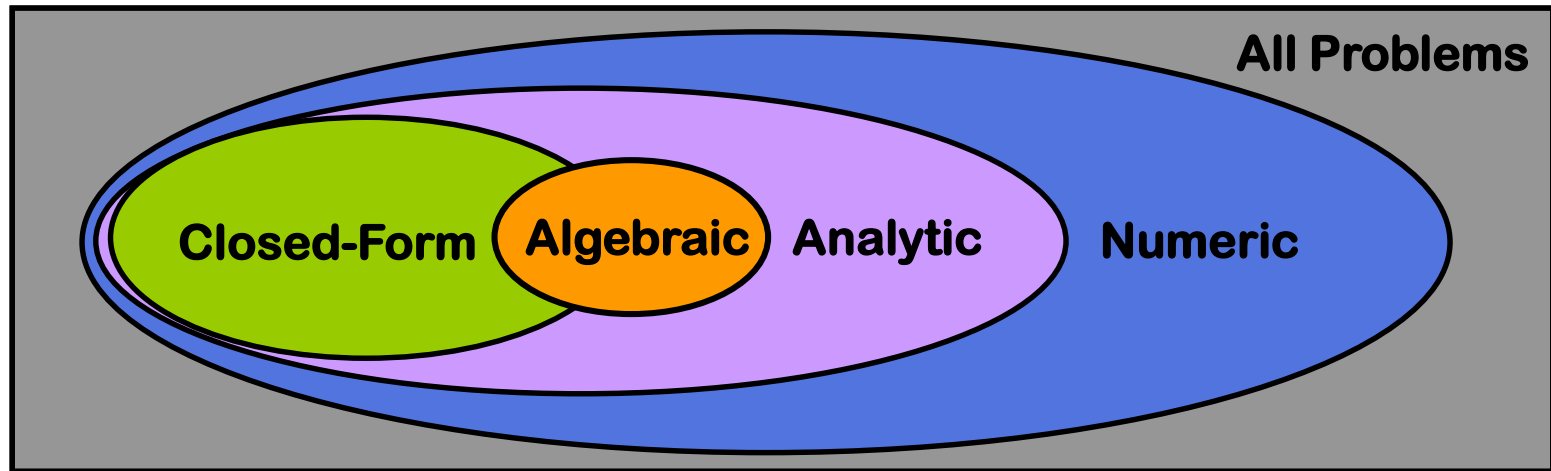 All Problems
Closed-Form
Algebraic
Analytic
Numeric